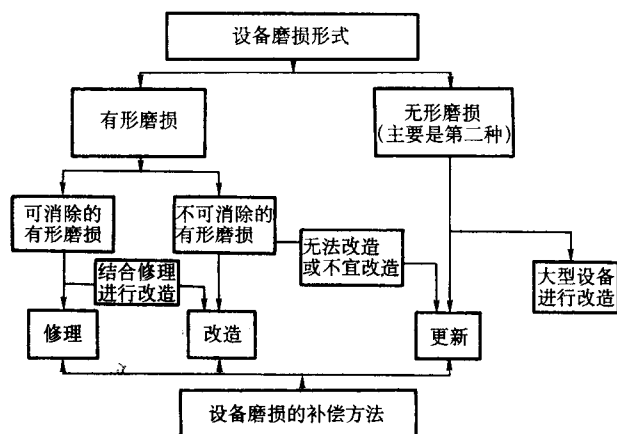 设备磨损形式
有形磨损
无形磨损
(主要是第二种)
可消除的
有形磨损
不可消除的
有形磨损
无法改造
或不宜改造
结合修理
进行改造
大型设备
进行改造
修理
改造
更新
设备磨损的补偿方法